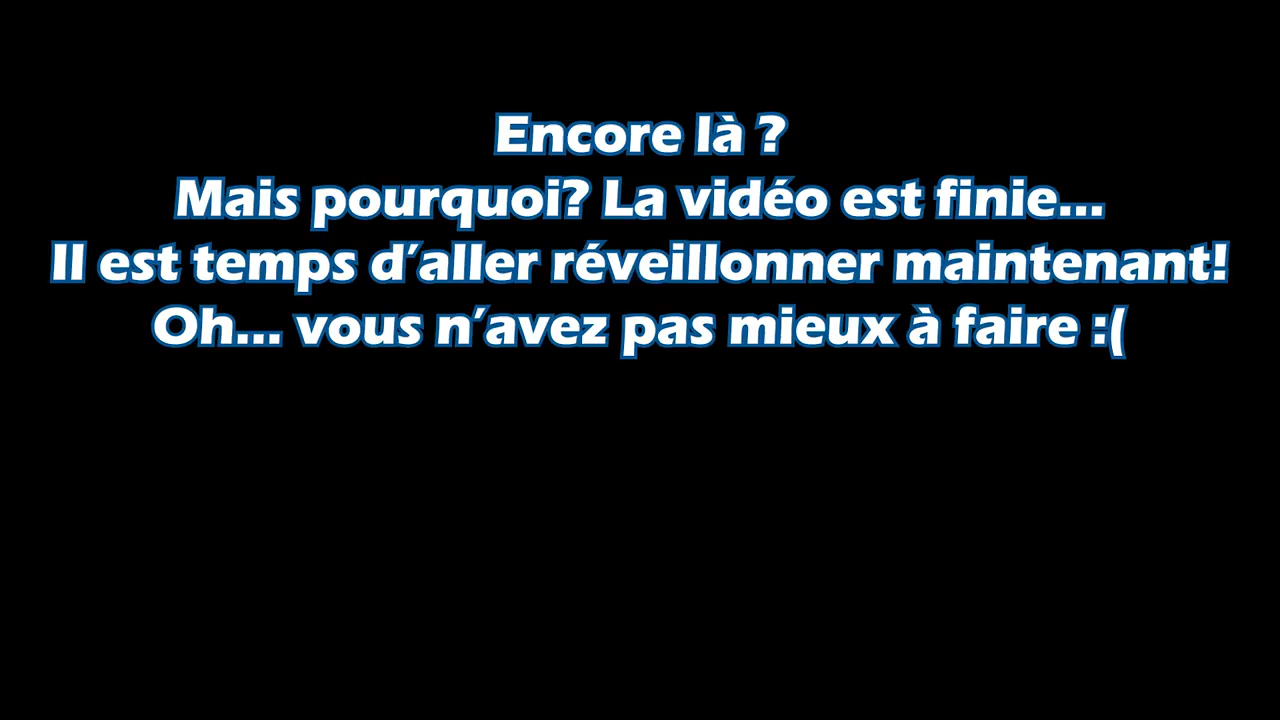 Encore là ?
Mais pourquoi? La vidéo est finie...
Il est temps d’aller réveillonner maintenant!
Oh... vous n’avez pas mieux à faire :(